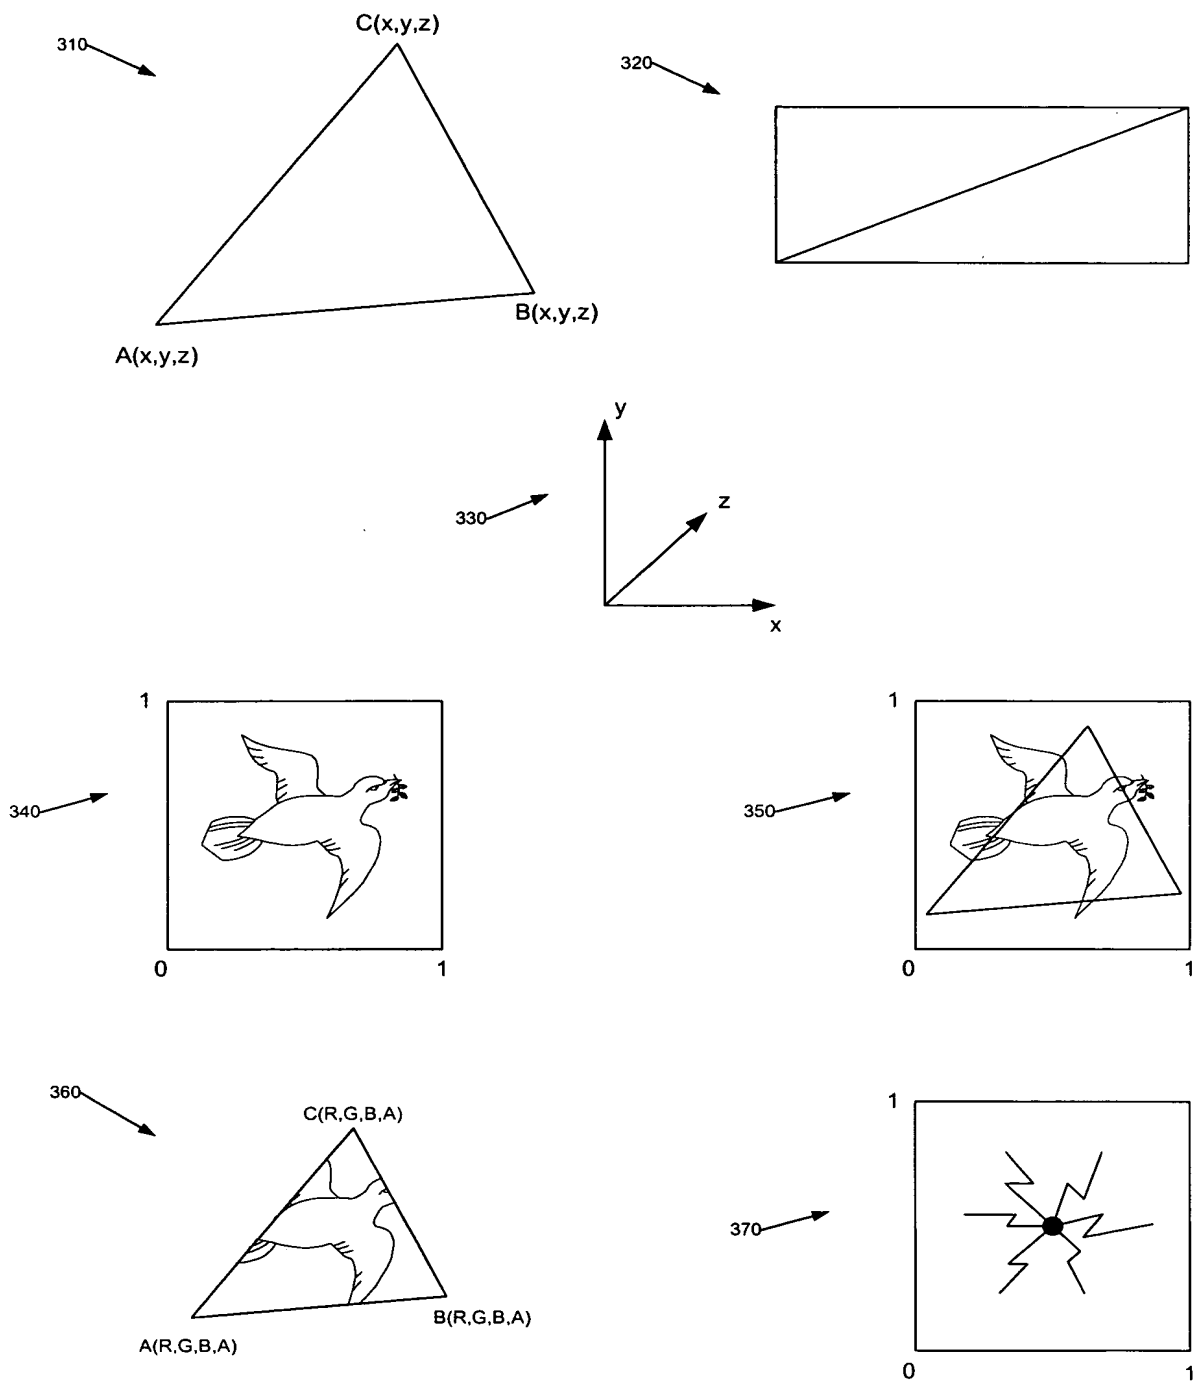 C(x,y,z)
310
320
B(x,y,z)
A(x,y,z)
y
330
z
x
1
340
0
1
1
350
0
1
360
C(R,G,B,A)
B(R,G,B,A)
A(R,G,B,A)
1
370
0
1